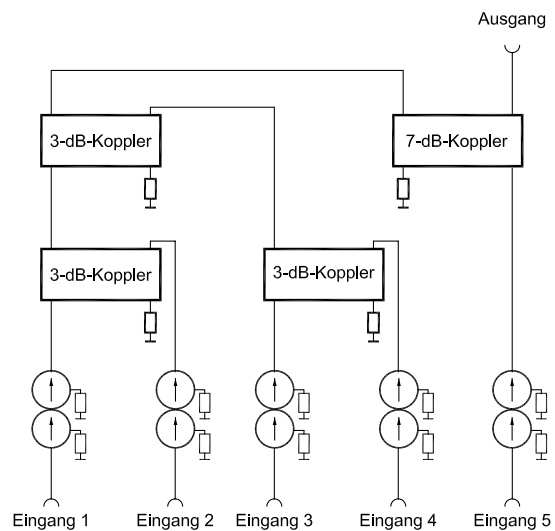 Ausgang
3-dB-Koppler
7-dB-Koppler
3-dB-Koppler
3-dB-Koppler
Eingang 1
Eingang 2
Eingang 3
Eingang 4
Eingang 5